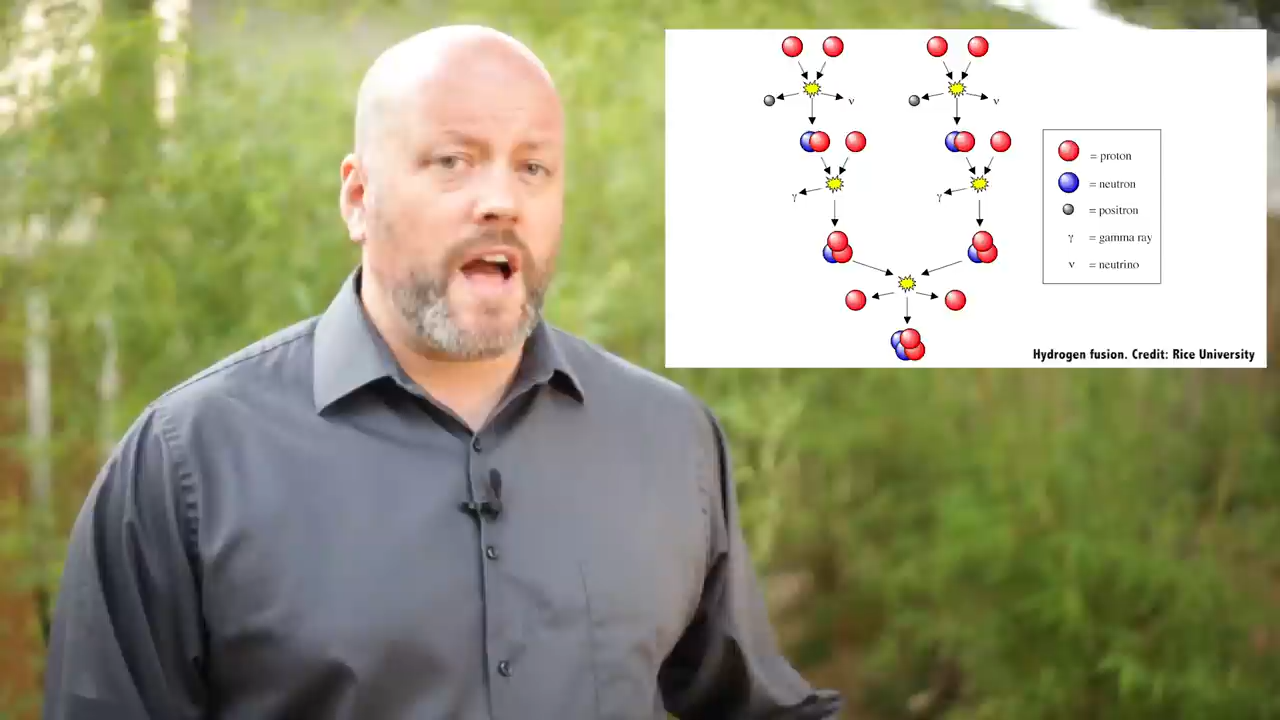 ν
ν
γ
γ
= proton
= neutron
= positron
γ = gamma ray
ν = neutrino
Hydrogen fusion. Credit: Rice University